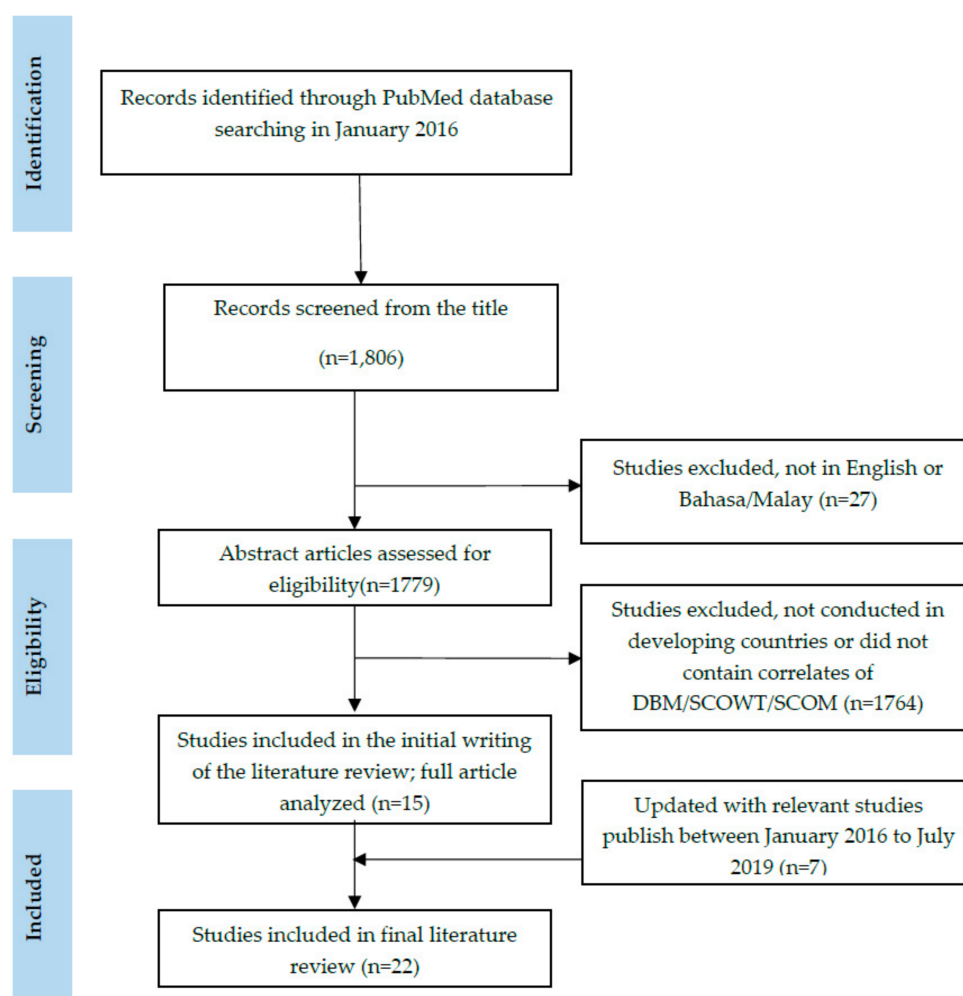 Identification
Records identified through PubMed database
searching in January 2016
Screening
Records screened from the title
(n=1,806)
Studies excluded, not in English or
Bahasa/Malay (n=27)
Eligibility
Abstract articles assessed for
eligibility(n=1779)
Studies excluded, not conducted in
developing countries or did not
contain correlates of
DBM/SCOWT/SCOM (n=1764)
Studies included in the initial writing
of the literature review; full article
analyzed (n=15)
Included
Updated with relevant studies
publish between January 2016 to July
2019 (n=7)
Studies included in final literature
review (n=22)